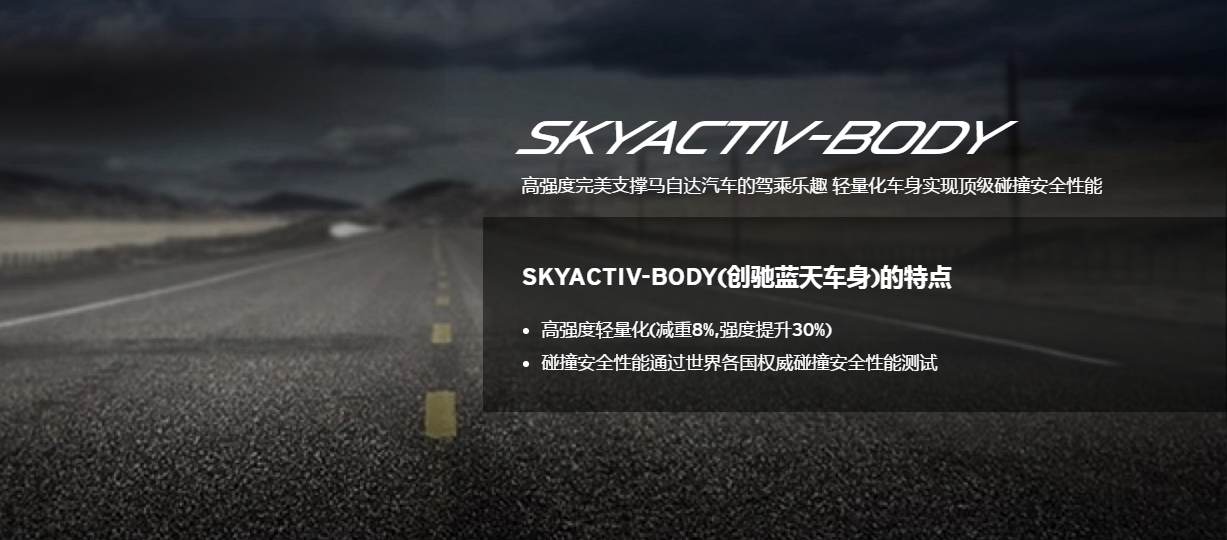 SKYACTIV-BODY
高强度完美支撑马自达汽车的驾乘乐趣 轻量化车身实现顶级碰撞安全性能
SKYACTIV-BODY(创驰蓝天车身)的特点
• 高强度轻量化(减重8%,强度提升30%)
• 碰撞安全性能通过世界各国权威碰撞安全性能测试